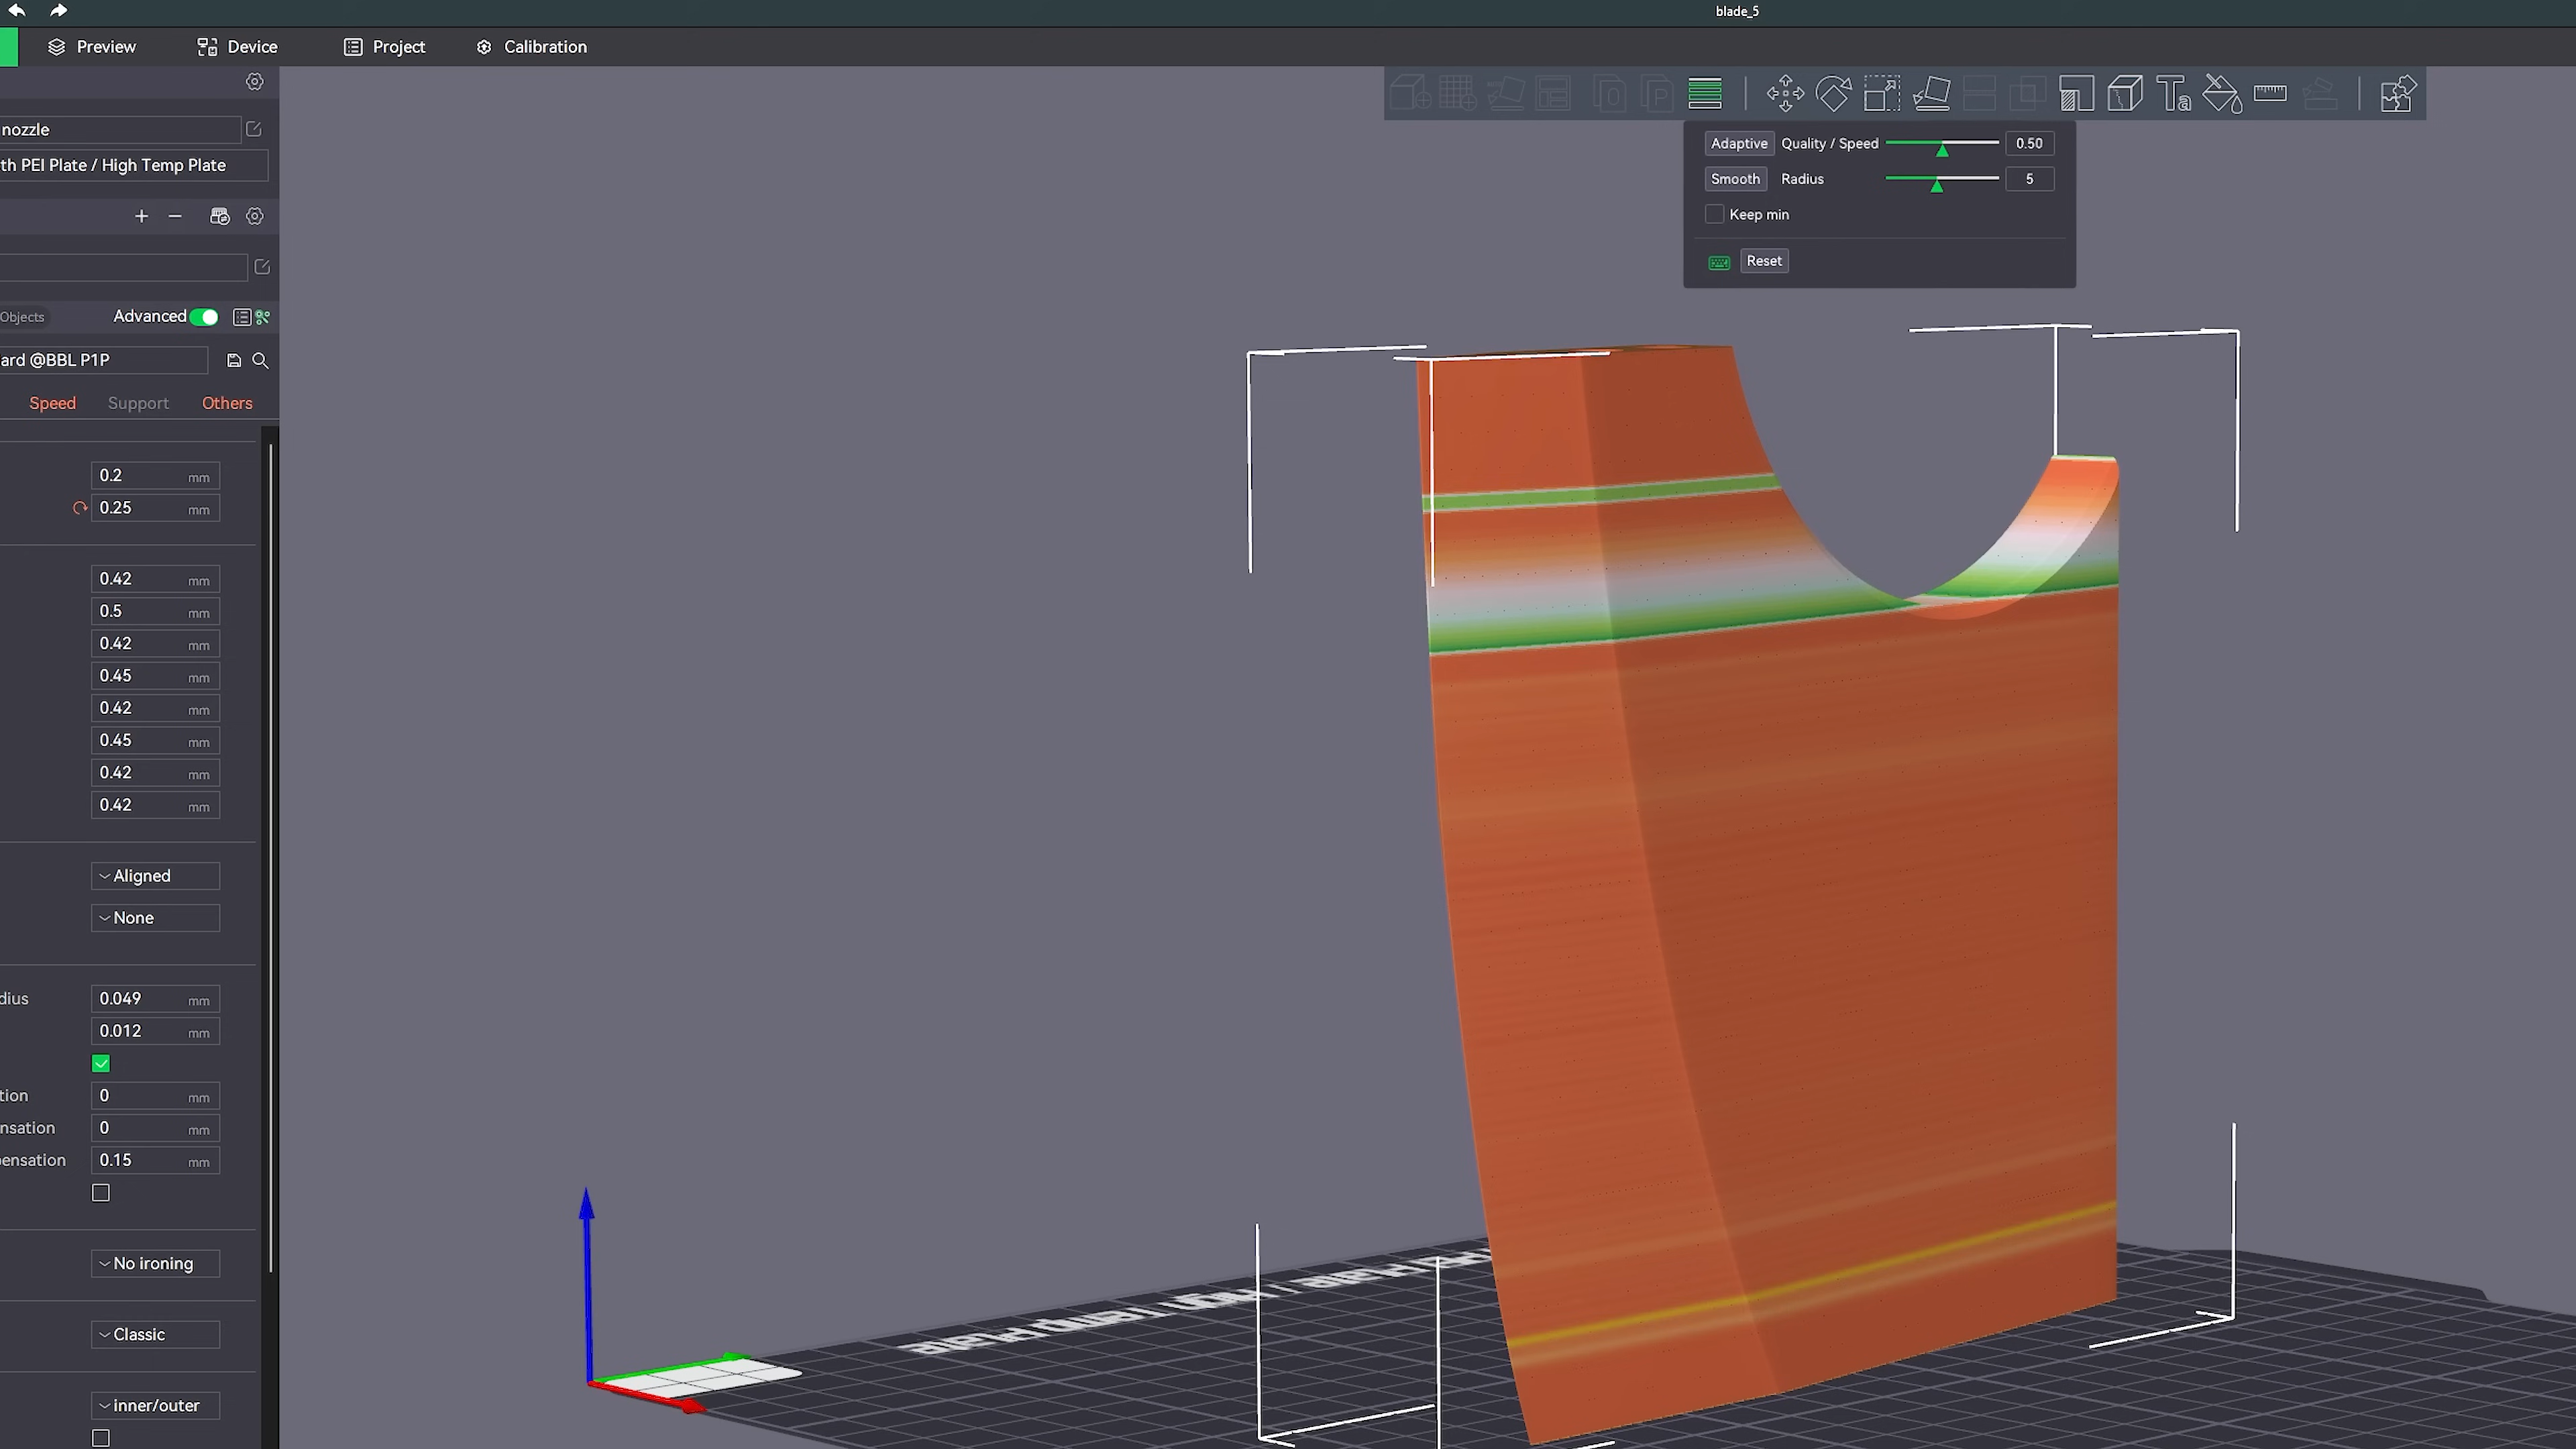 blade_5
Preview
Device
Project
Calibration
nozzle
th PEI Plate / High Temp Plate
Objects
Advanced
ard @BBL P1P
Speed
Support
Others
0.2 mm
0.25 mm
0.42 mm
0.5 mm
0.42 mm
0.45 mm
0.42 mm
0.45 mm
0.42 mm
0.42 mm
Aligned
None
dius 0.049 mm
0.012 mm
tion 0 mm
nsation 0 mm
pensation 0.15 mm
No ironing
Classic
inner/outer
Adaptive Quality / Speed 0.50
Smooth Radius 5
Keep min
Reset
High Temp Plate